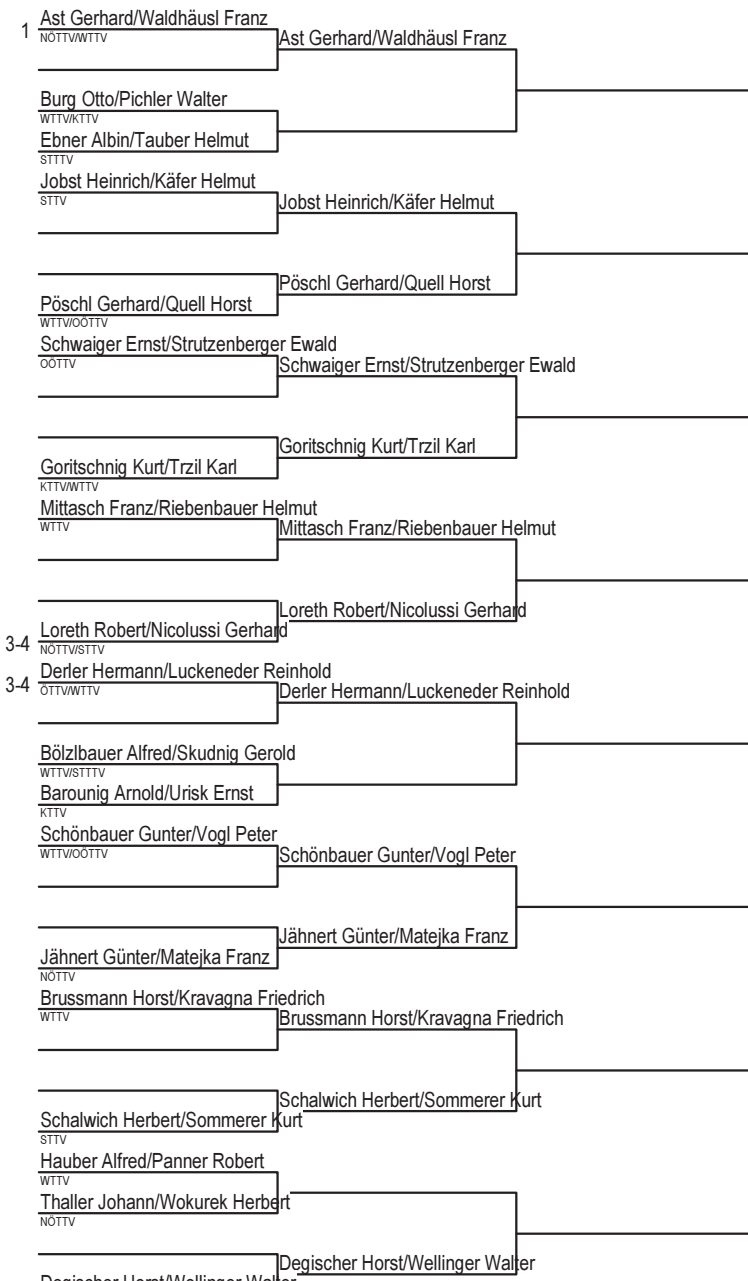 1 Ast Gerhard/Waldhäusl Franz
NÖTTV/WTTV
Ast Gerhard/Waldhäusl Franz
Burg Otto/Pichler Walter
WTTV/KTTV
Ebner Albin/Tauber Helmut
STTTV
Jobst Heinrich/Käfer Helmut
STTV
Jobst Heinrich/Käfer Helmut
Pöschl Gerhard/Quell Horst
Pöschl Gerhard/Quell Horst
WTTV/OÖTTV
Schwaiger Ernst/Strutzenberger Ewald
OÖTTV
Schwaiger Ernst/Strutzenberger Ewald
Goritschnig Kurt/Trzil Karl
Goritschnig Kurt/Trzil Karl
KTTV/WTTV
Mittasch Franz/Riebenbauer Helmut
WTTV
Mittasch Franz/Riebenbauer Helmut
Loreth Robert/Nicolussi Gerhard
3-4 Loreth Robert/Nicolussi Gerhard
NÖTTV/STTV
3-4 Derler Hermann/Luckeneder Reinhold
ÖTTV/WTTV
Derler Hermann/Luckeneder Reinhold
Bölzlbauer Alfred/Skudnig Gerold
WTTV/STTTV
Barounig Arnold/Urisk Ernst
KTTV
Schönbauer Gunter/Vogl Peter
WTTV/OÖTTV
Schönbauer Gunter/Vogl Peter
Jähnert Günter/Matejka Franz
Jähnert Günter/Matejka Franz
NÖTTV
Brussmann Horst/Kravagna Friedrich
WTTV
Brussmann Horst/Kravagna Friedrich
Schalwich Herbert/Sommerer Kurt
Schalwich Herbert/Sommerer Kurt
STTV
Hauber Alfred/Panner Robert
WTTV
Thaller Johann/Wokurek Herbert
NÖTTV
Degischer Horst/Wellinger Walter
Degischer Horst/Wellinger Walter